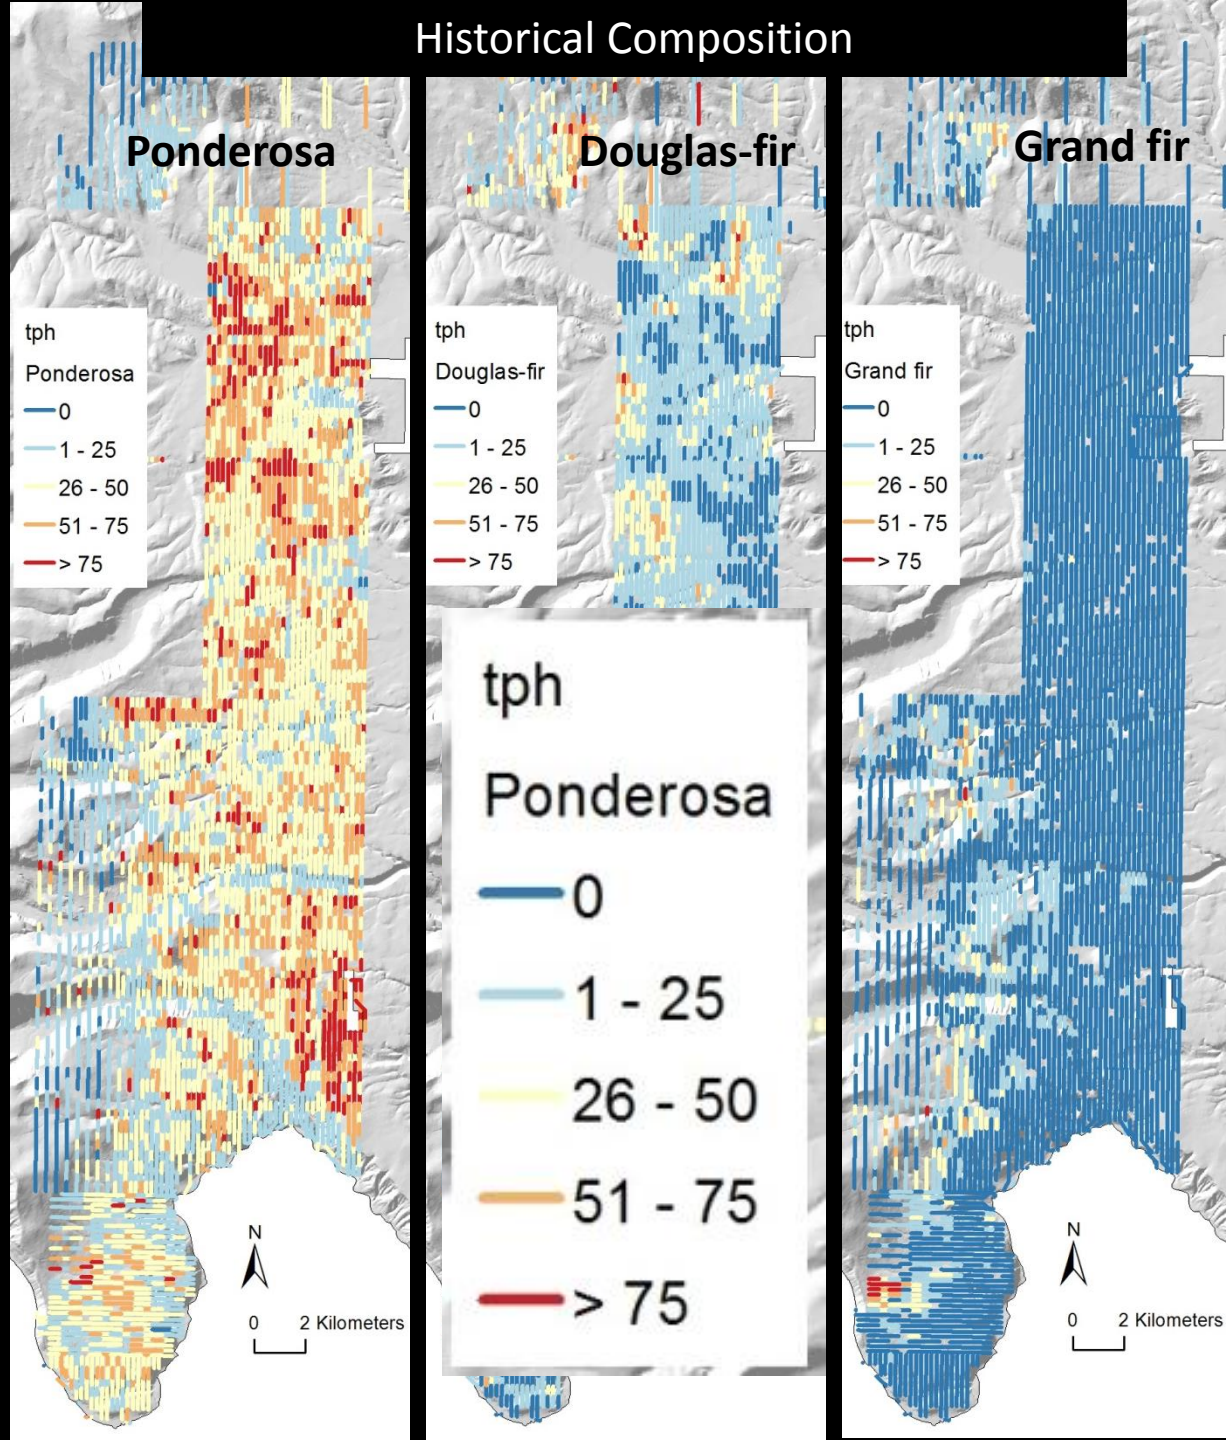 Historical Composition
Ponderosa
Douglas-fir
Grand fir
tph
Ponderosa
0
1 - 25
26 - 50
51 - 75
> 75
tph
Douglas-fir
0
1 - 25
26 - 50
51 - 75
> 75
tph
Grand fir
0
1 - 25
26 - 50
51 - 75
> 75
tph
Ponderosa
0
1 - 25
26 - 50
51 - 75
> 75
N
0 2 Kilometers
N
0 2 Kilometers